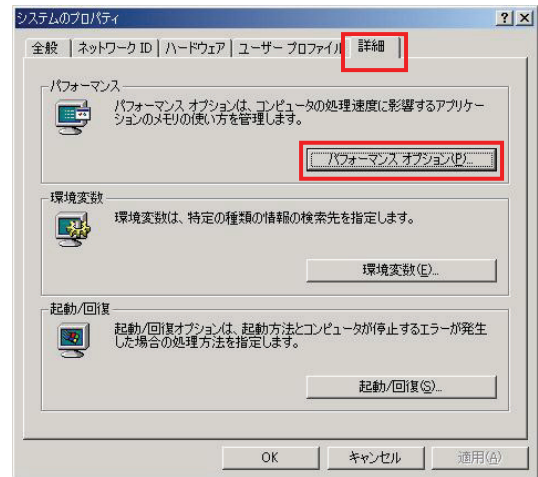 システムのプロパティ
全般
ネットワーク ID
ハードウェア
ユーザー プロファイル
詳細
パフォーマンス
パフォーマンス オプションは、コンピュータの処理速度に影響するアプリケー
ションのメモリの使い方を管理します。
パフォーマンス オプション(P)...
環境変数
環境変数は、特定の種類の情報の検索先を指定します。
環境変数(E)...
起動/回復
起動/回復オプションは、起動方法とコンピュータが停止するエラーが発生
した場合の処理方法を指定します。
起動/回復(S)...
OK
キャンセル
適用(A)